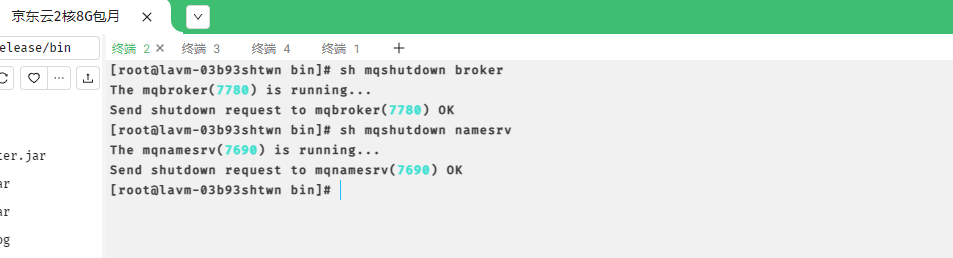 京东云2核8G包月
elease/bin
终端 2 终端 3 终端 4 终端 1
[root@lavm-03b93shtwn bin]# sh mqshutdown broker
The mqbroker(7780) is running...
Send shutdown request to mqbroker(7780) OK
[root@lavm-03b93shtwn bin]# sh mqshutdown namesrv
The mqnamesrv(7690) is running...
Send shutdown request to mqnamesrv(7690) OK
[root@lavm-03b93shtwn bin]#
ter.jar
ar
ar
og